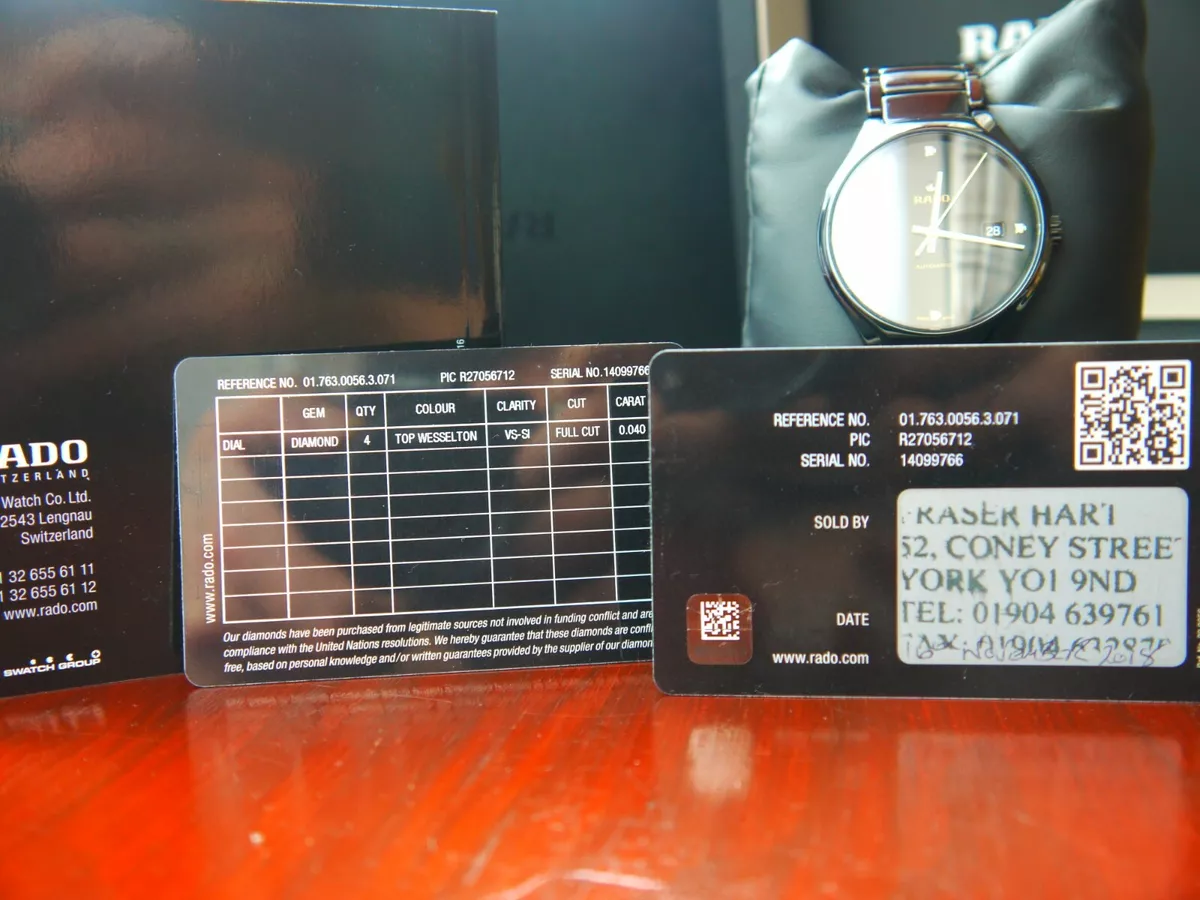 RADO
28
16
ADO
TZERLAND
Watch Co. Ltd.
2543 Lengnau
Switzerland
32 655 61 11
1 32 655 61 12
www.rado.com
SWATCH GROUP
REFERENCE NO. 01.763.0056.3.071 PIC R27056712 SERIAL NO. 14099766
GEM QTY COLOUR CLARITY CUT CARAT
DIAL DIAMOND 4 TOP WESSELTON VS-SI FULL CUT 0.040
www.rado.com
Our diamonds have been purchased from legitimate sources not involved in funding conflict and are
compliance with the United Nations resolutions. We hereby guarantee that these diamonds are confl
free, based on personal knowledge and/or written guarantees provided by the supplier of our diamon
REFERENCE NO. 01.763.0056.3.071
PIC R27056712
SERIAL NO. 14099766
SOLD BY
FRASER HART
52, CONEY STREET
YORK YO1 9ND
TEL: 01904 639761
DATE
www.rado.com